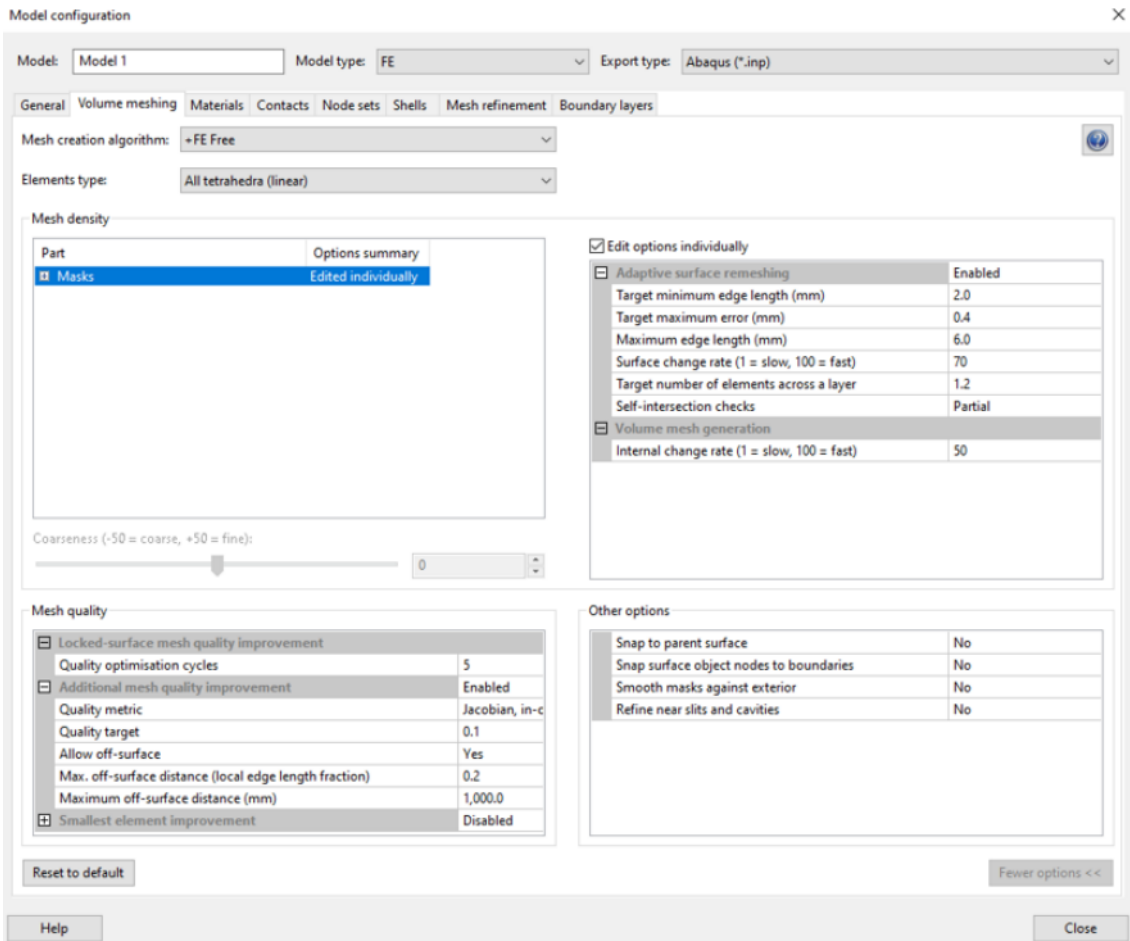 Model configuration
Model: Model 1 Model type: FE Export type: Abaqus (*.inp)
General Volume meshing Materials Contacts Node sets Shells Mesh refinement Boundary layers
Mesh creation algorithm: +FE Free
Elements type: All tetrahedra (linear)
Mesh density
Part Options summary
Masks Edited individually
Coarseness (-50 = coarse, +50 = fine):
0
Edit options individually
Adaptive surface remeshing Enabled
Target minimum edge length (mm) 2.0
Target maximum error (mm) 0.4
Maximum edge length (mm) 6.0
Surface change rate (1 = slow, 100 = fast) 70
Target number of elements across a layer 1.2
Self-intersection checks Partial
Volume mesh generation
Internal change rate (1 = slow, 100 = fast) 50
Mesh quality
Locked-surface mesh quality improvement
Quality optimisation cycles 5
Additional mesh quality improvement Enabled
Quality metric Jacobian, in-c
Quality target 0.1
Allow off-surface Yes
Max. off-surface distance (local edge length fraction) 0.2
Maximum off-surface distance (mm) 1,000.0
Smallest element improvement Disabled
Other options
Snap to parent surface No
Snap surface object nodes to boundaries No
Smooth masks against exterior No
Refine near slits and cavities No
Reset to default Fewer options <<
Help Close